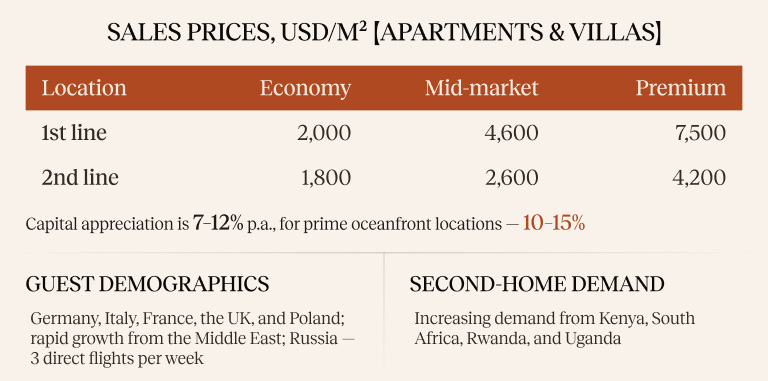 SALES PRICES, USD/M² [APARTMENTS & VILLAS]
Location Economy Mid-market Premium
1st line 2,000 4,600 7,500
2nd line 1,800 2,600 4,200
Capital appreciation is 7–12% p.a., for prime oceanfront locations — 10–15%
GUEST DEMOGRAPHICS
Germany, Italy, France, the UK, and Poland;
rapid growth from the Middle East; Russia —
3 direct flights per week
SECOND-HOME DEMAND
Increasing demand from Kenya, South
Africa, Rwanda, and Uganda